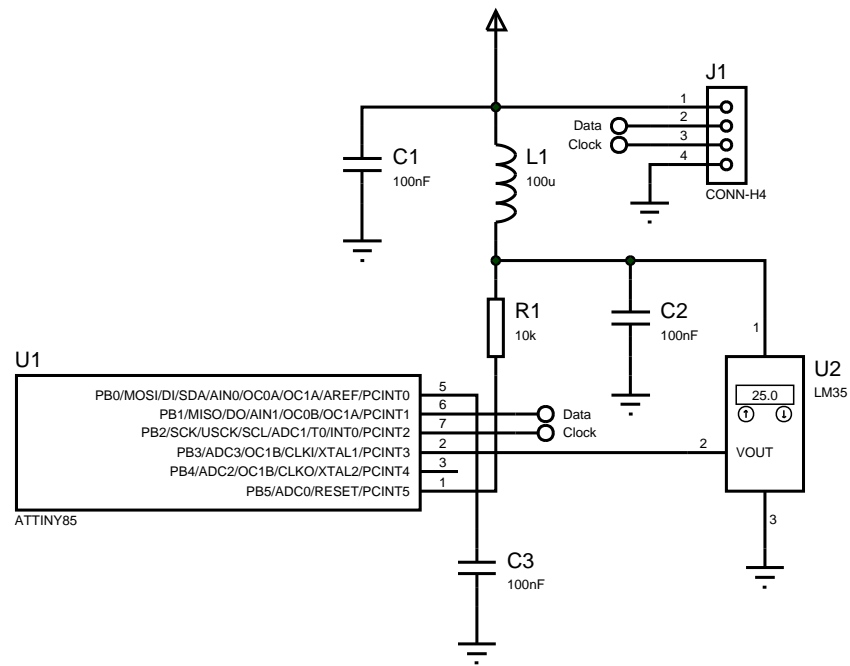 J1
1
Data
2
Clock
3
4
CONN-H4
C1
100nF
L1
100u
R1
10k
C2
100nF
1
U2
LM35
25.0
2
VOUT
3
U1
PB0/MOSI/DI/SDA/AIN0/OC0A/OC1A/AREF/PCINT0
5
PB1/MISO/DO/AIN1/OC0B/OC1A/PCINT1
6
Data
PB2/SCK/USCK/SCL/ADC1/T0/INT0/PCINT2
7
Clock
PB3/ADC3/OC1B/CLKI/XTAL1/PCINT3
2
PB4/ADC2/OC1B/CLKO/XTAL2/PCINT4
3
PB5/ADC0/RESET/PCINT5
1
ATTINY85
C3
100nF